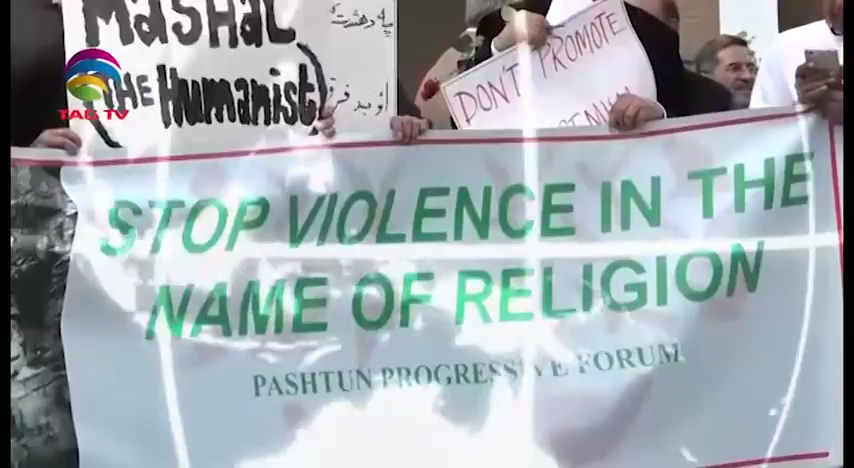 MaSHAL
(THE Humanist)
TAG TV
DON'T PROMOTE
STOP VIOLENCE IN THE
NAME OF RELIGION
PASHTUN PROGRESSIVE FORUM